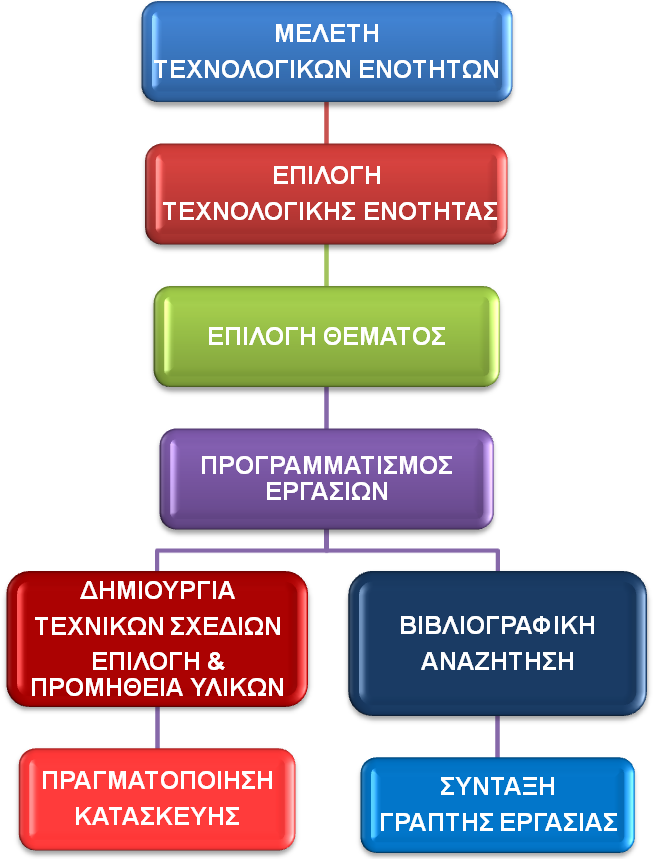 ΜΕΛΕΤΗ
ΤΕΧΝΟΛΟΓΙΚΩΝ ΕΝΟΤΗΤΩΝ
ΕΠΙΛΟΓΗ
ΤΕΧΝΟΛΟΓΙΚΗΣ ΕΝΟΤΗΤΑΣ
ΕΠΙΛΟΓΗ ΘΕΜΑΤΟΣ
ΠΡΟΓΡΑΜΜΑΤΙΣΜΟΣ
ΕΡΓΑΣΙΩΝ
ΔΗΜΙΟΥΡΓΙΑ
ΤΕΧΝΙΚΩΝ ΣΧΕΔΙΩΝ
ΕΠΙΛΟΓΗ &
ΠΡΟΜΗΘΕΙΑ ΥΛΙΚΩΝ
ΒΙΒΛΙΟΓΡΑΦΙΚΗ
ΑΝΑΖΗΤΗΣΗ
ΠΡΑΓΜΑΤΟΠΟΙΗΣΗ
ΚΑΤΑΣΚΕΥΗΣ
ΣΥΝΤΑΞΗ
ΓΡΑΠΤΗΣ ΕΡΓΑΣΙΑΣ